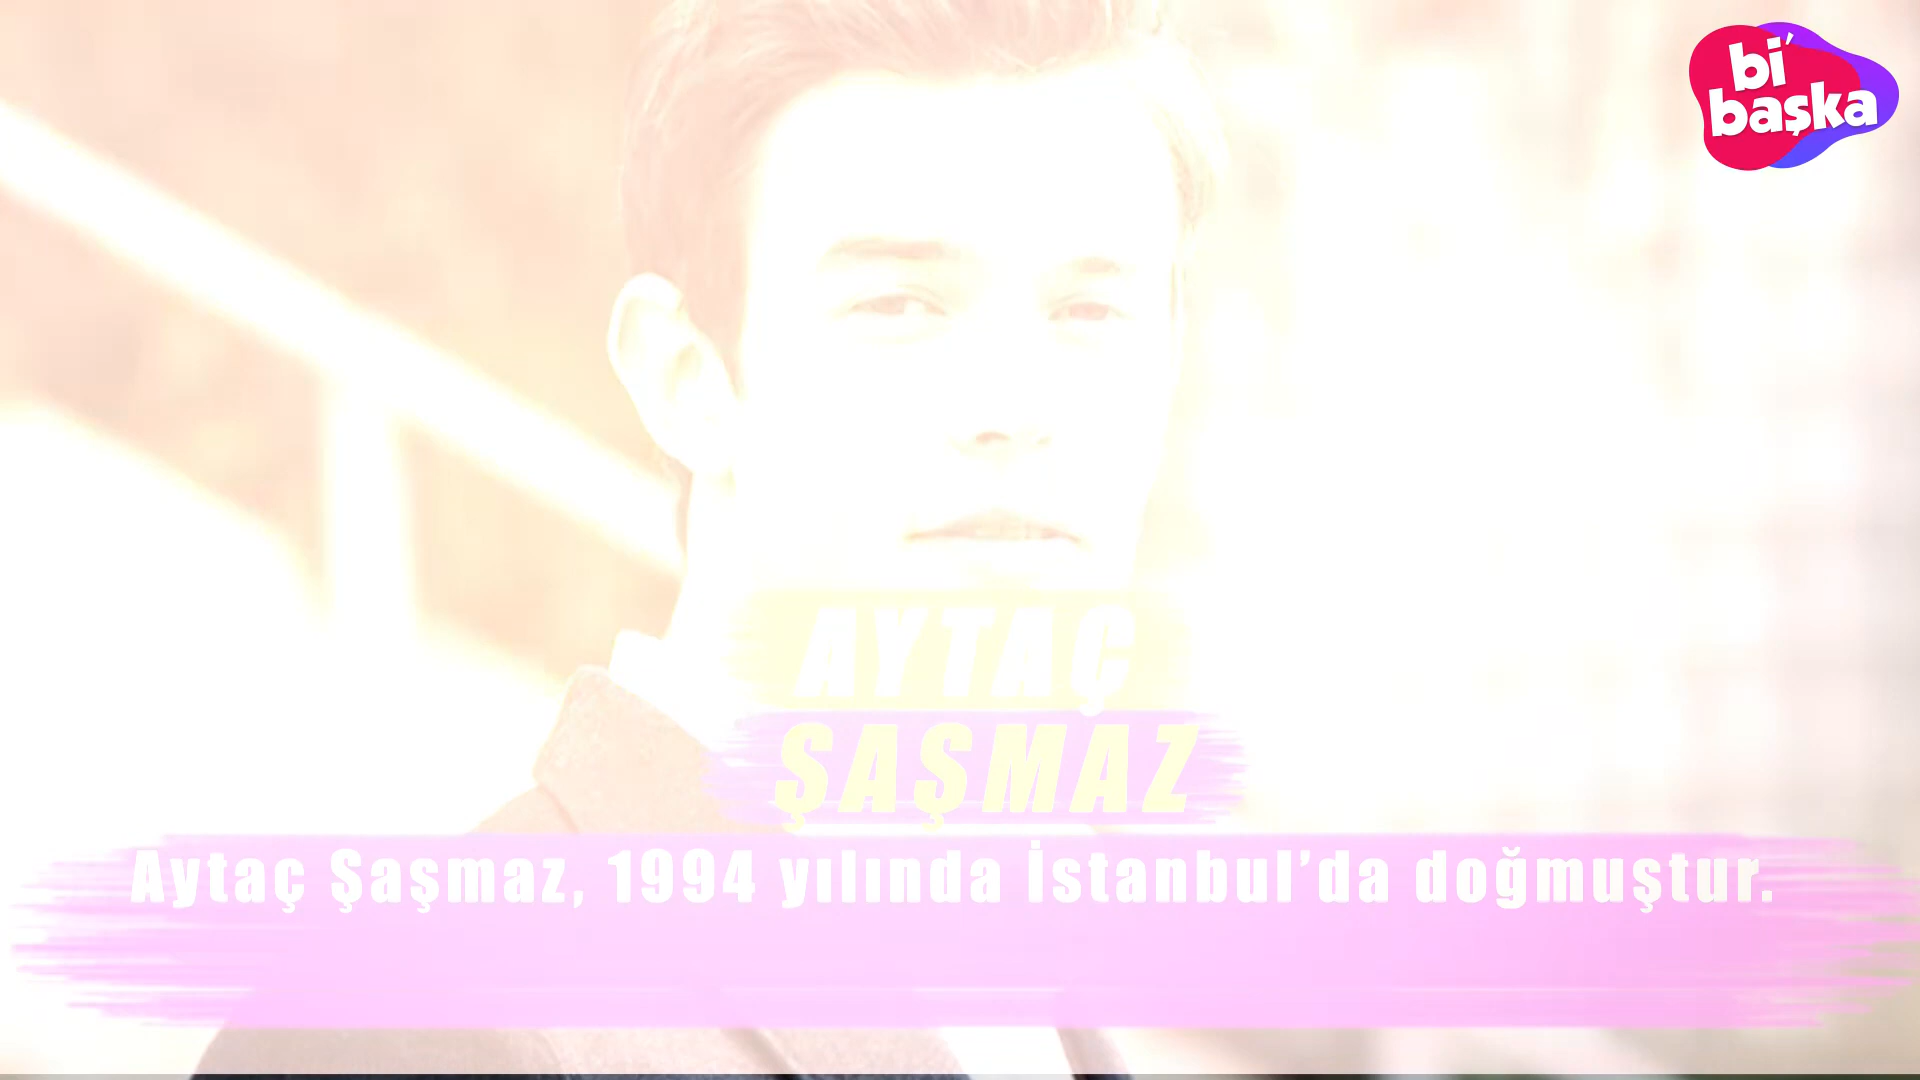 bi'
başka
AYTAÇ
ŞAŞMAZ
Aytaç Şaşmaz, 1994 yılında İstanbul’da doğmuştur.